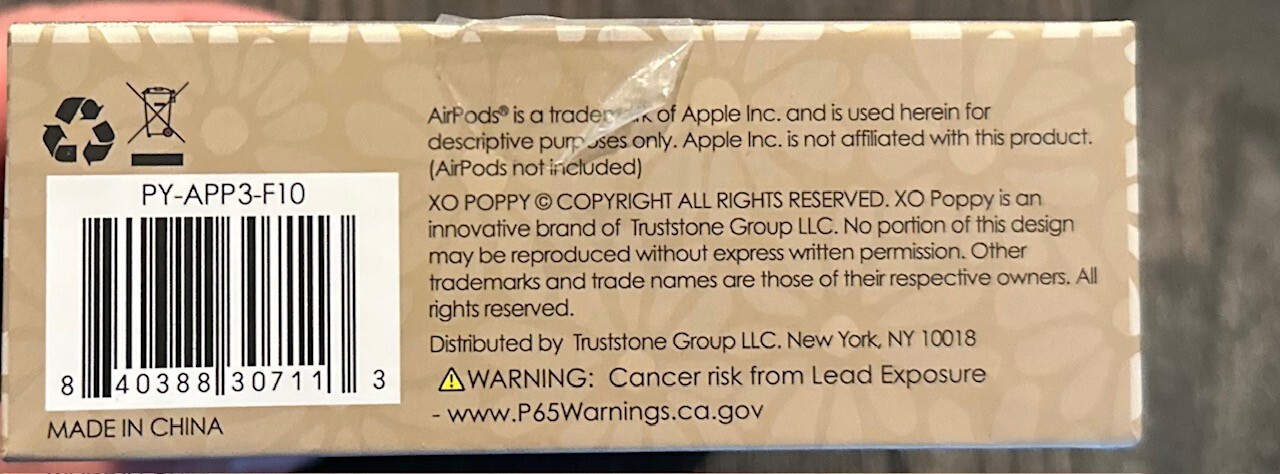 AirPods® is a trademark of Apple Inc. and is used herein for
descriptive purposes only. Apple Inc. is not affiliated with this product.
(AirPods not included)
XO POPPY © COPYRIGHT ALL RIGHTS RESERVED. XO Poppy is an
innovative brand of Truststone Group LLC. No portion of this design
may be reproduced without express written permission. Other
trademarks and trade names are those of their respective owners. All
rights reserved.
Distributed by Truststone Group LLC. New York, NY 10018
⚠WARNING: Cancer risk from Lead Exposure
- www.P65Warnings.ca.gov
PY-APP3-F10
8 40388 30711 3
MADE IN CHINA